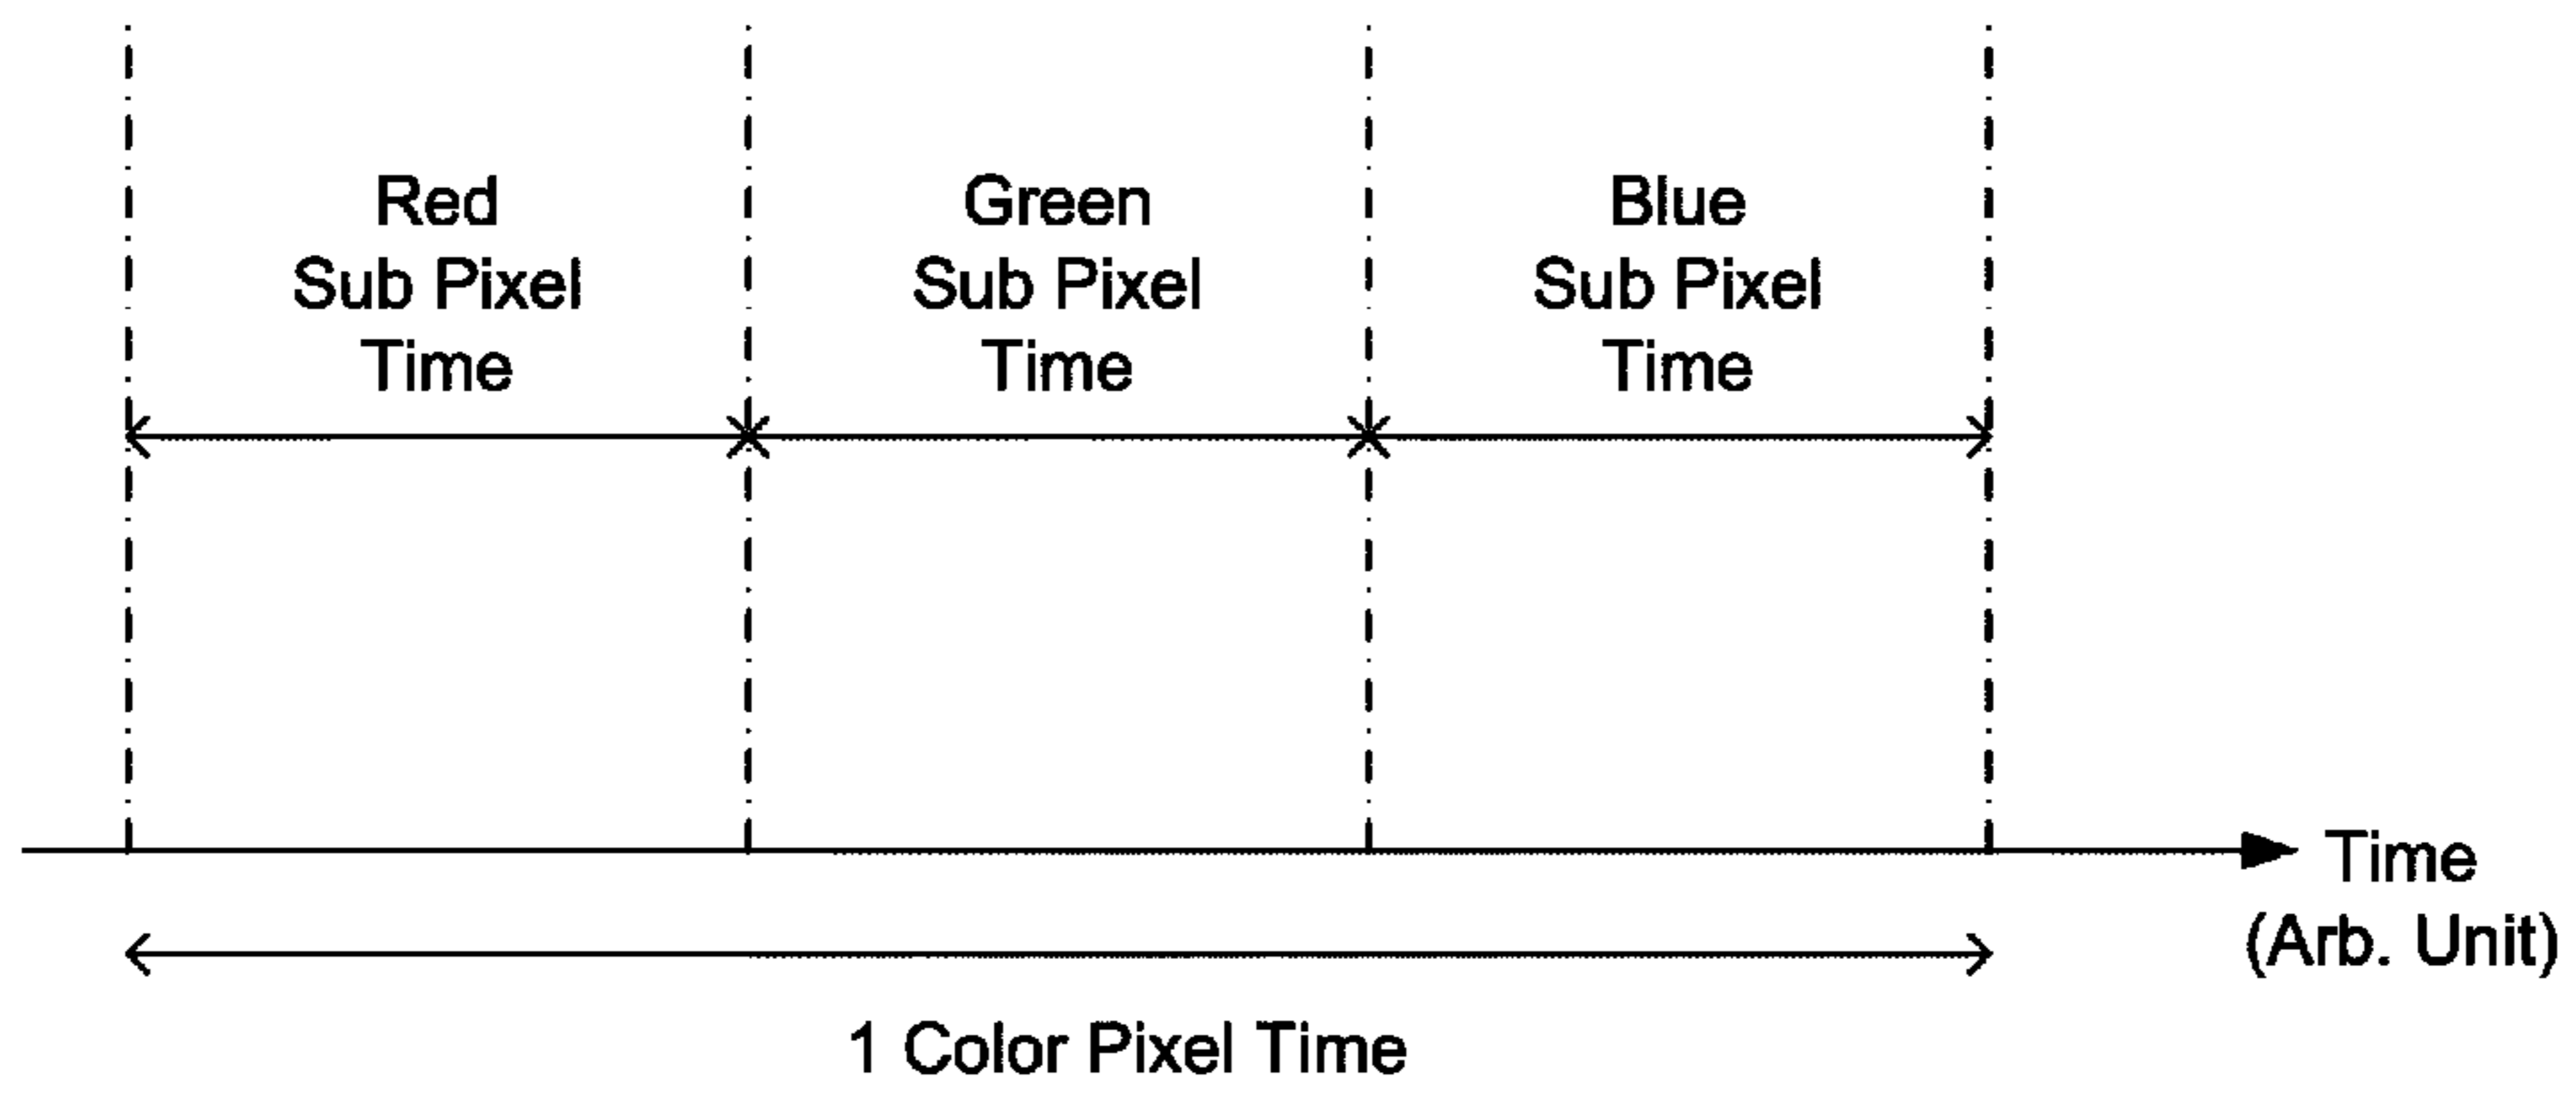 Red
Sub Pixel
Time
Green
Sub Pixel
Time
Blue
Sub Pixel
Time
Time
(Arb. Unit)
1 Color Pixel Time